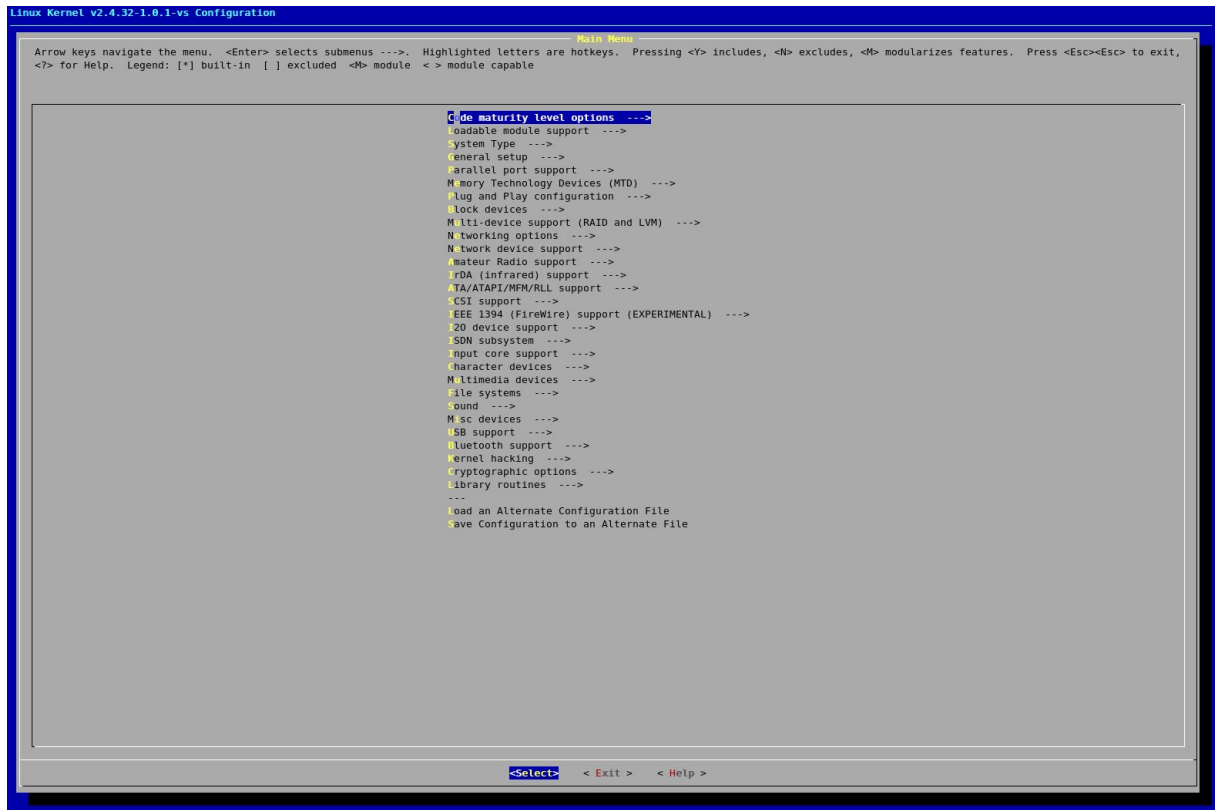 Linux Kernel v2.4.32-1.0.1-vs Configuration
Main Menu
Arrow keys navigate the menu. <Enter> selects submenus --->. Highlighted letters are hotkeys. Pressing <Y> includes, <N> excludes, <M> modularizes features. Press <Esc><Esc> to exit,
<?> for Help. Legend: [*] built-in [ ] excluded <M> module < > module capable
Code maturity level options --->
Loadable module support --->
System Type --->
General setup --->
Parallel port support --->
Memory Technology Devices (MTD) --->
Plug and Play configuration --->
Block devices --->
Multi-device support (RAID and LVM) --->
Networking options --->
Network device support --->
Amateur Radio support --->
IrDA (infrared) support --->
ATA/ATAPI/MFM/RLL support --->
SCSI support --->
IEEE 1394 (FireWire) support (EXPERIMENTAL) --->
I2O device support --->
ISDN subsystem --->
Input core support --->
Character devices --->
Multimedia devices --->
File systems --->
Sound --->
Misc devices --->
USB support --->
Bluetooth support --->
Kernel hacking --->
Cryptographic options --->
Library routines --->
---
Load an Alternate Configuration File
Save Configuration to an Alternate File
<Select> < Exit > < Help >